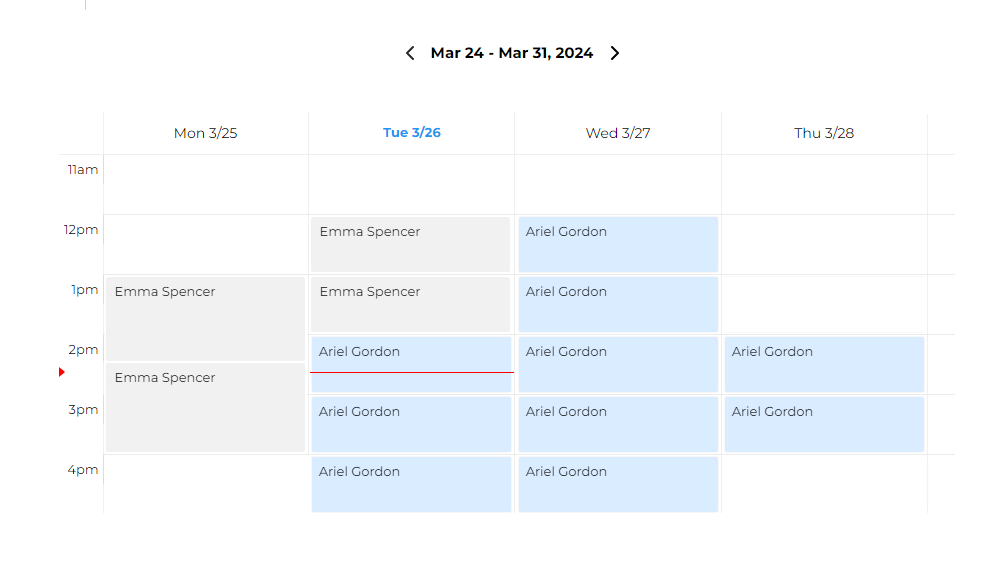 Mar 24 - Mar 31, 2024
Mon 3/25 Tue 3/26 Wed 3/27 Thu 3/28
11am
12pm Emma Spencer Ariel Gordon
1pm Emma Spencer Emma Spencer Ariel Gordon
2pm Ariel Gordon Ariel Gordon Ariel Gordon
Emma Spencer
3pm Ariel Gordon Ariel Gordon Ariel Gordon
4pm Ariel Gordon Ariel Gordon